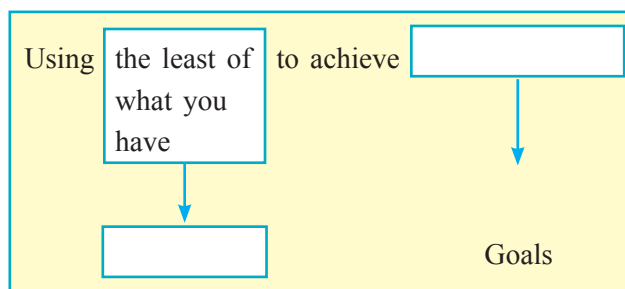 Using the least of to achieve
what you
have
Goals